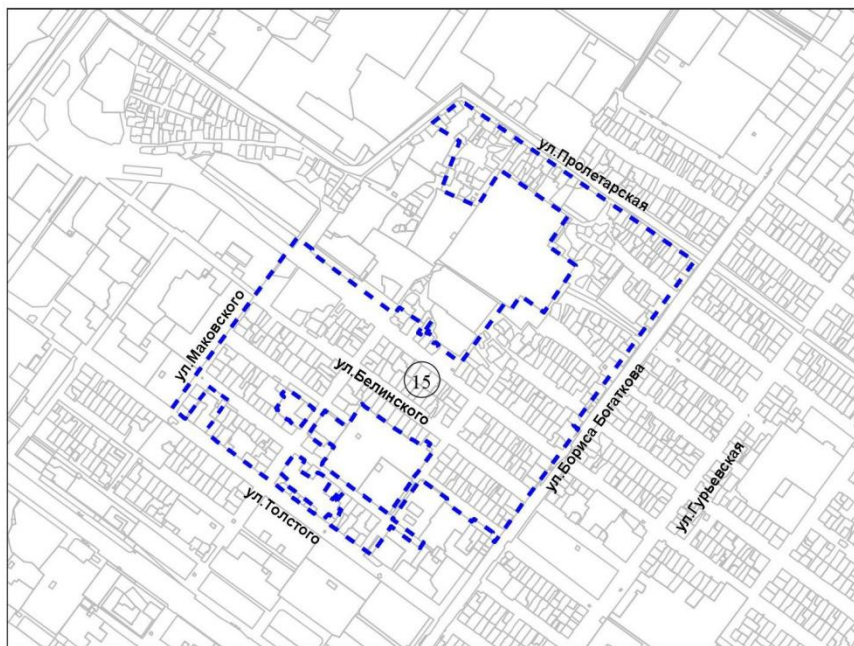 ул.Пролетарская
ул.Маковского
ул.Белинского
15
ул.Бориса Богаткова
ул.Гурьевская
ул.Толстого